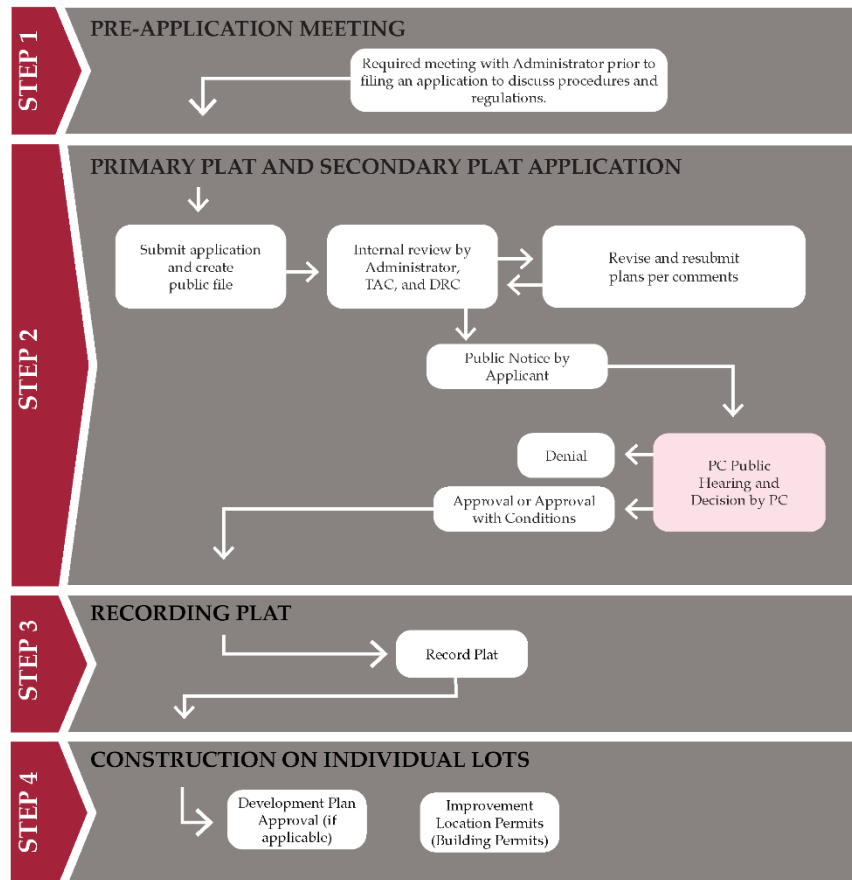 STEP 1
PRE-APPLICATION MEETING
Required meeting with Administrator prior to
filing an application to discuss procedures and
regulations.
STEP 2
PRIMARY PLAT AND SECONDARY PLAT APPLICATION
Submit application
and create
public file
Internal review by
Administrator,
TAC, and DRC
Revise and resubmit
plans per comments
Public Notice by
Applicant
Denial
PC Public
Hearing and
Decision by PC
Approval or Approval
with Conditions
STEP 3
RECORDING PLAT
Record Plat
STEP 4
CONSTRUCTION ON INDIVIDUAL LOTS
Development Plan
Approval (if
applicable)
Improvement
Location Permits
(Building Permits)